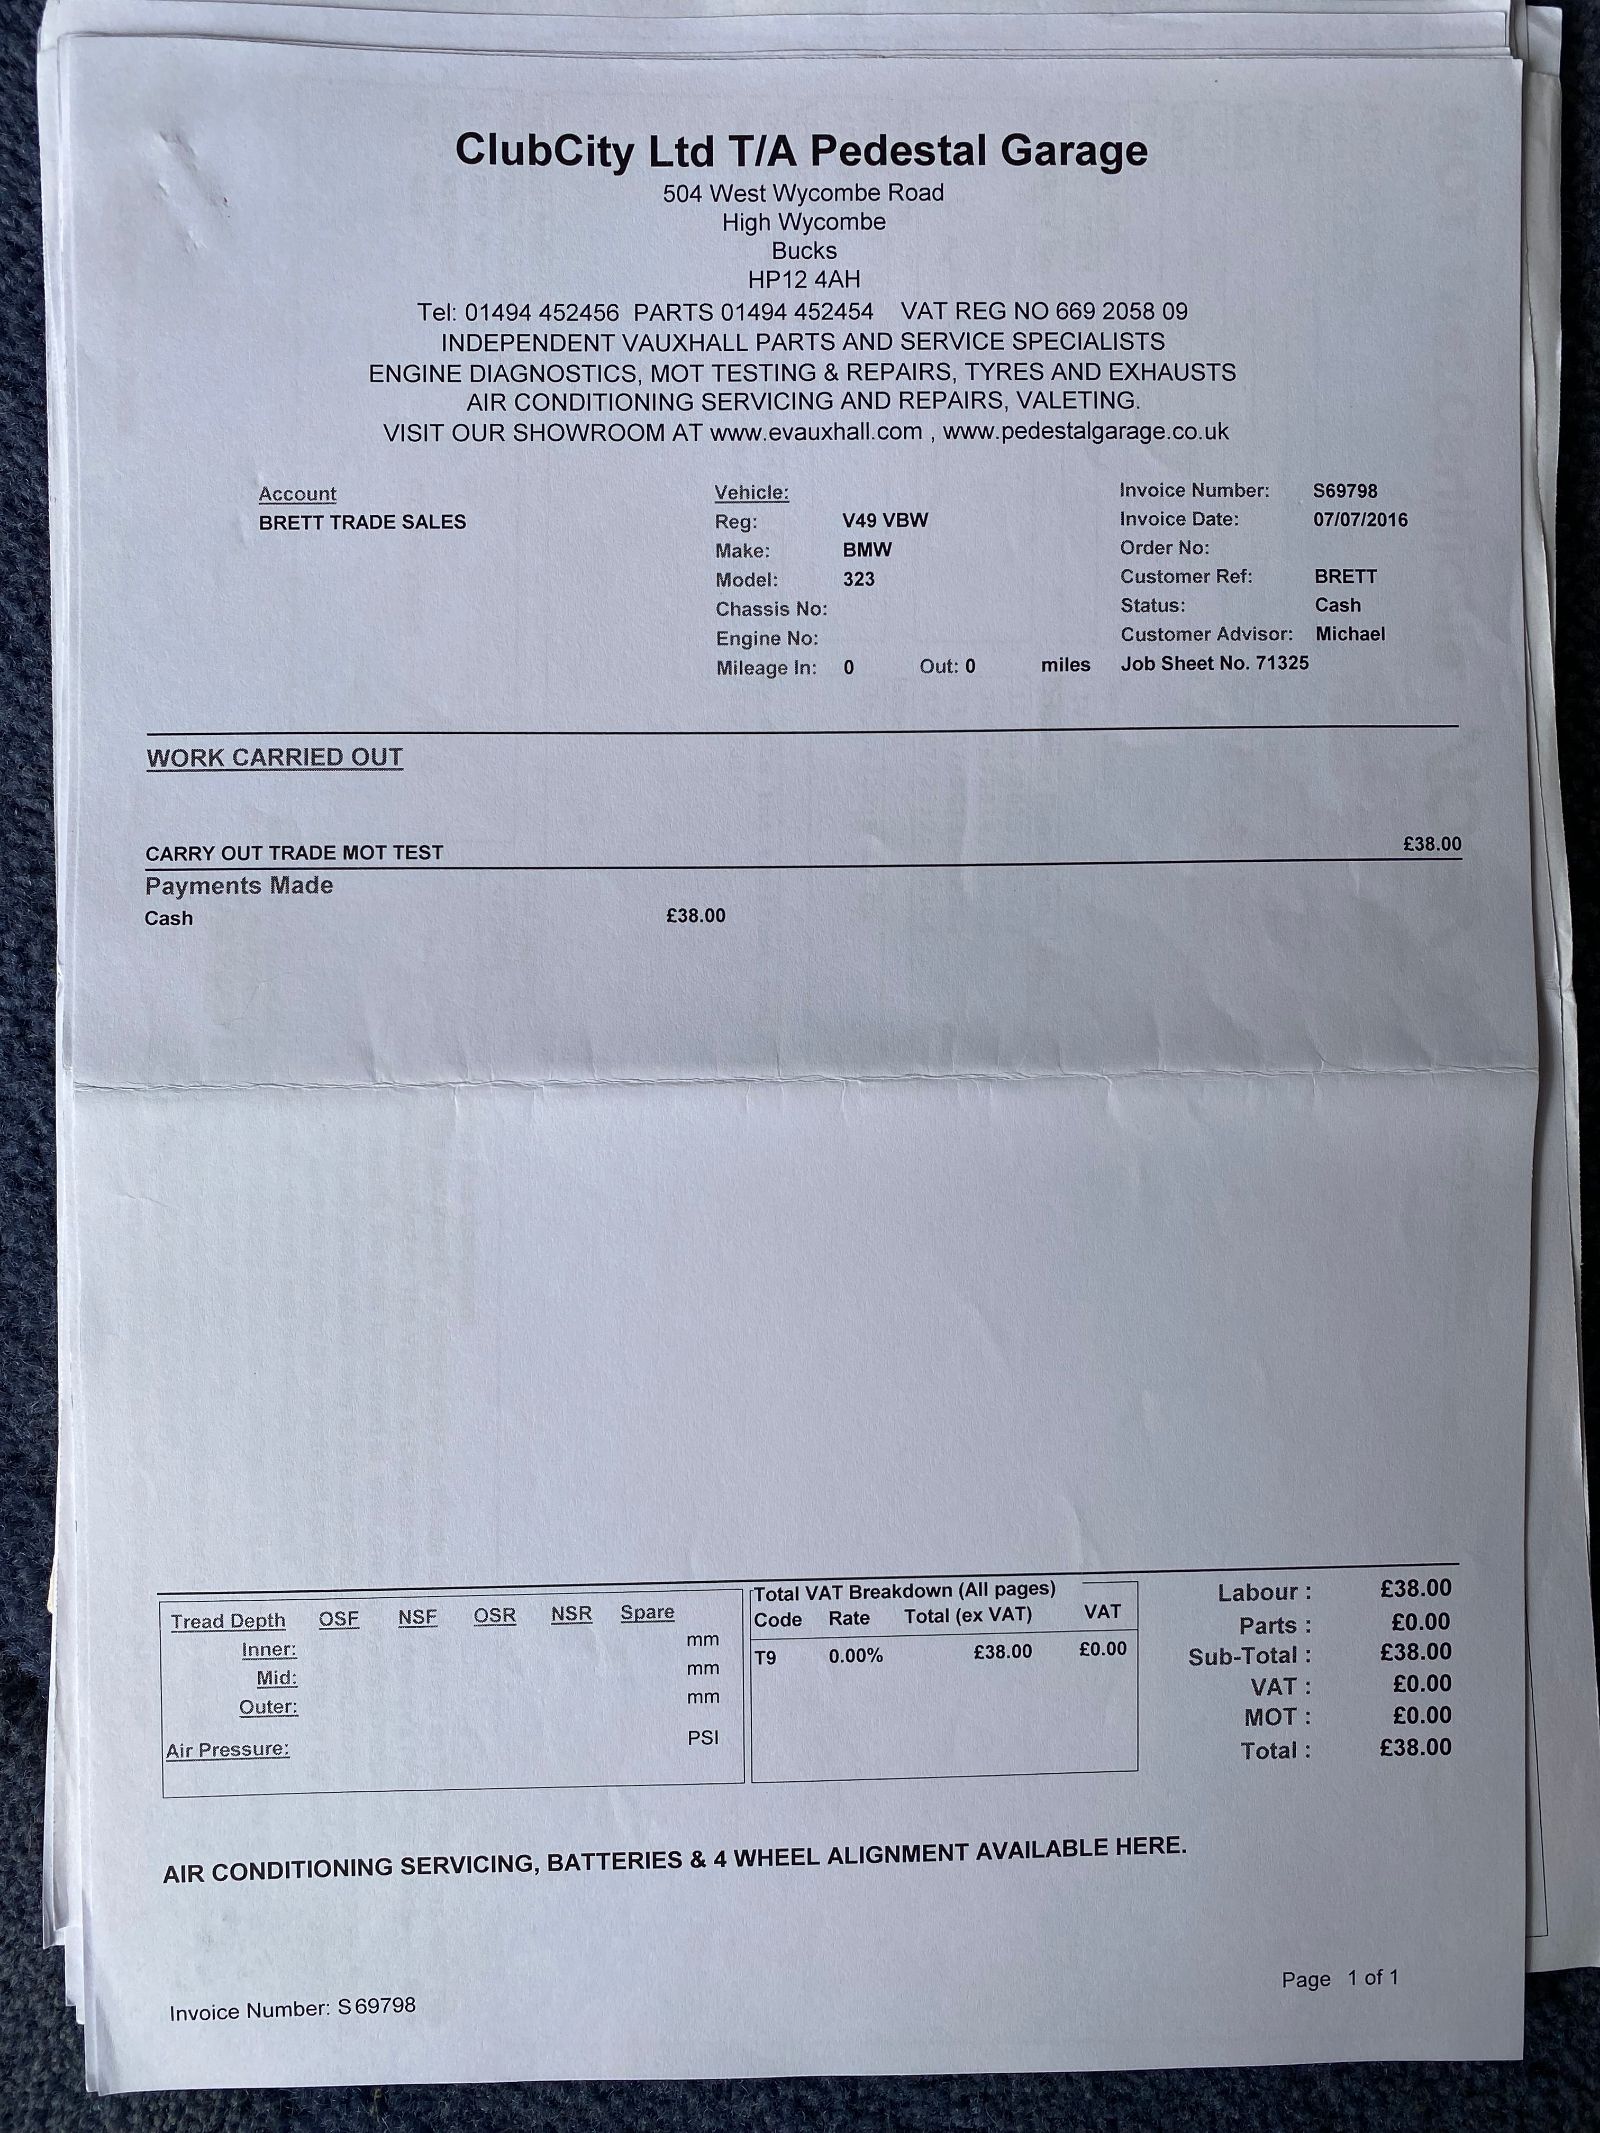 ClubCity Ltd T/A Pedestal Garage
504 West Wycombe Road
High Wycombe
Bucks
HP12 4AH
Tel: 01494 452456 PARTS 01494 452454 VAT REG NO 669 2058 09
INDEPENDENT VAUXHALL PARTS AND SERVICE SPECIALISTS
ENGINE DIAGNOSTICS, MOT TESTING & REPAIRS, TYRES AND EXHAUSTS
AIR CONDITIONING SERVICING AND REPAIRS, VALETING.
VISIT OUR SHOWROOM AT www.evauxhall.com , www.pedestalgarage.co.uk
Account
BRETT TRADE SALES
Vehicle:
Reg: V49 VBW
Make: BMW
Model: 323
Chassis No:
Engine No:
Mileage In: 0 Out: 0 miles
Invoice Number: S69798
Invoice Date: 07/07/2016
Order No:
Customer Ref: BRETT
Status: Cash
Customer Advisor: Michael
Job Sheet No. 71325
WORK CARRIED OUT
CARRY OUT TRADE MOT TEST £38.00
Payments Made
Cash £38.00
Tread Depth OSF NSF OSR NSR Spare
Inner: mm
Mid: mm
Outer: mm
Air Pressure: PSI
Total VAT Breakdown (All pages)
Code Rate Total (ex VAT) VAT
T9 0.00% £38.00 £0.00
Labour : £38.00
Parts : £0.00
Sub-Total : £38.00
VAT : £0.00
MOT : £0.00
Total : £38.00
AIR CONDITIONING SERVICING, BATTERIES & 4 WHEEL ALIGNMENT AVAILABLE HERE.
Page 1 of 1
Invoice Number: S69798